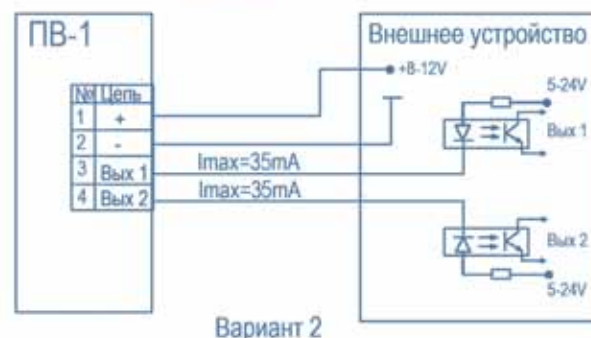 ПВ-1
Внешнее устройство
+8-12V
5-24V
№ Цепь
1 +
2 -
3 Вых 1
4 Вых 2
Imax=35mA
Imax=35mA
Вых 1
Вых 2
5-24V
Вариант 2